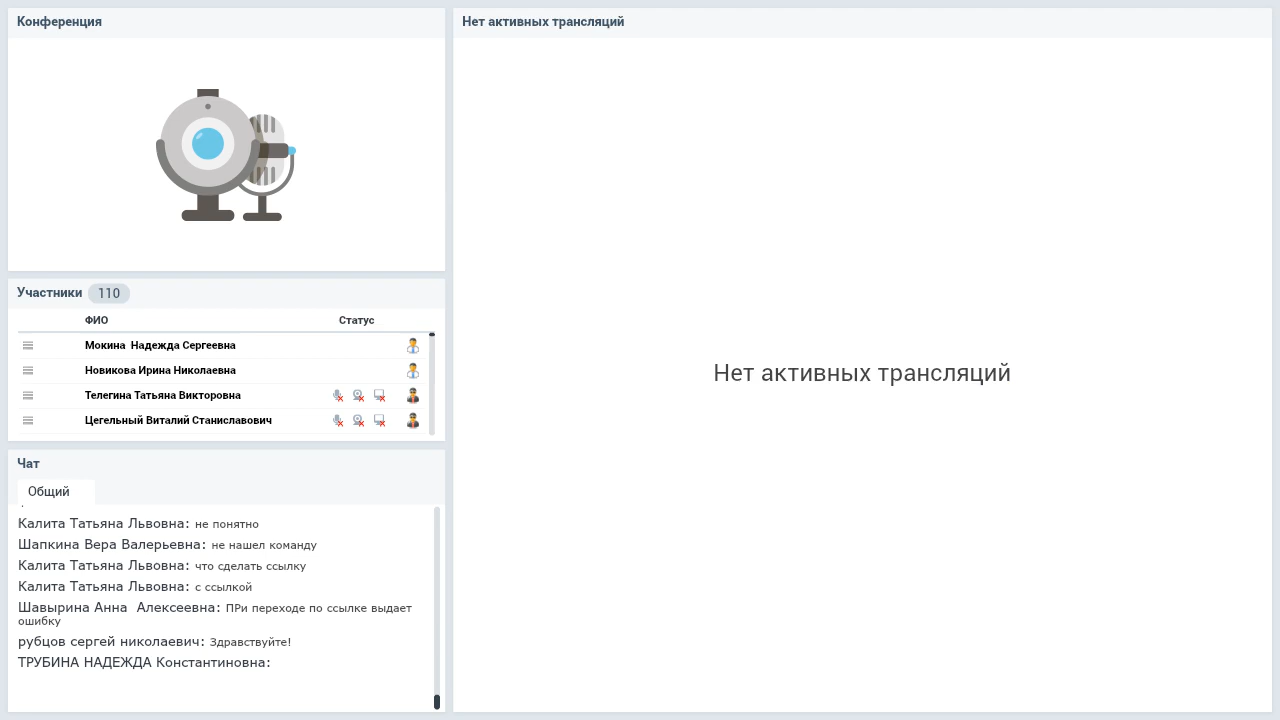 Конференция
Нет активных трансляций
Участники 110
ФИО Статус
Мокина Надежда Сергеевна
Новикова Ирина Николаевна
Телегина Татьяна Викторовна
Цегельный Виталий Станиславович
Чат
Общий
Калита Татьяна Львовна: не понятно
Шапкина Вера Валерьевна: не нашел команду
Калита Татьяна Львовна: что сделать ссылку
Калита Татьяна Львовна: с ссылкой
Шавырина Анна Алексеевна: ПРи переходе по ссылке выдает
ошибку
рубцов сергей николаевич: Здравствуйте!
ТРУБИНА НАДЕЖДА Константиновна:
Нет активных трансляций